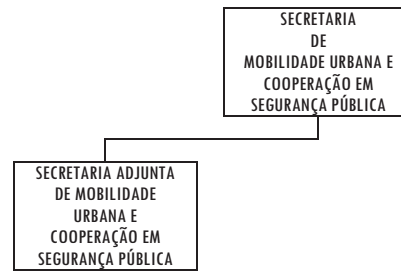 SECRETARIA
DE
MOBILIDADE URBANA E
COOPERAÇÃO EM
SEGURANÇA PÚBLICA
SECRETARIA ADJUNTA
DE MOBILIDADE
URBANA E
COOPERAÇÃO EM
SEGURANÇA PÚBLICA